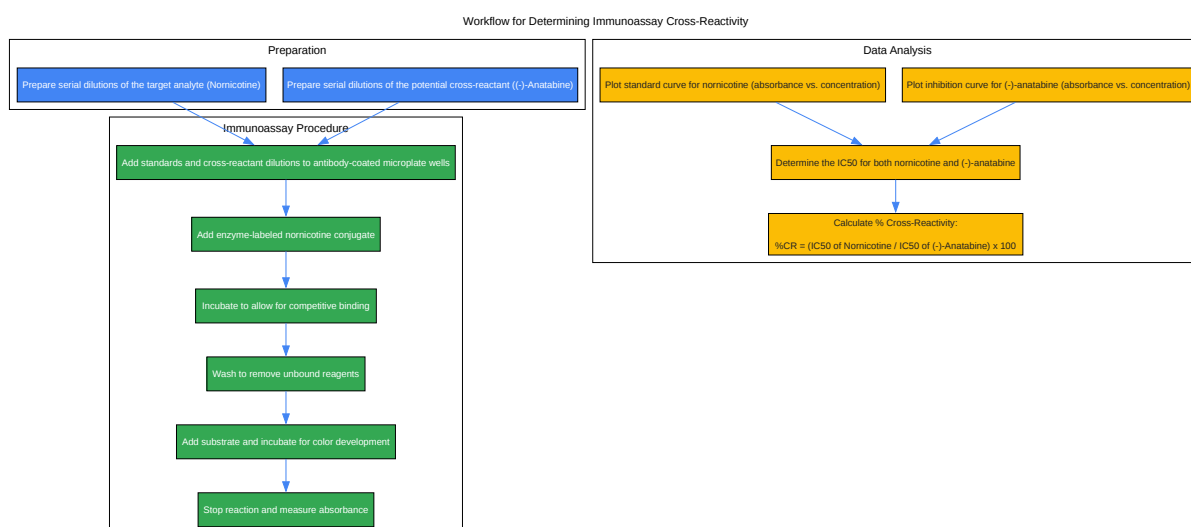 Workflow for Determining Immunoassay Cross-Reactivity
Preparation
Prepare serial dilutions of the target analyte (Nornicotine)
Prepare serial dilutions of the potential cross-reactant ((-)-Anatabine)
Immunoassay Procedure
Add standards and cross-reactant dilutions to antibody-coated microplate wells
Add enzyme-labeled nornicotine conjugate
Incubate to allow for competitive binding
Wash to remove unbound reagents
Add substrate and incubate for color development
Stop reaction and measure absorbance
Data Analysis
Plot standard curve for nornicotine (absorbance vs. concentration)
Plot inhibition curve for (-)-anatabine (absorbance vs. concentration)
Determine the IC50 for both nornicotine and (-)-anatabine
Calculate % Cross-Reactivity:
%CR = (IC50 of Nornicotine / IC50 of (-)-Anatabine) x 100